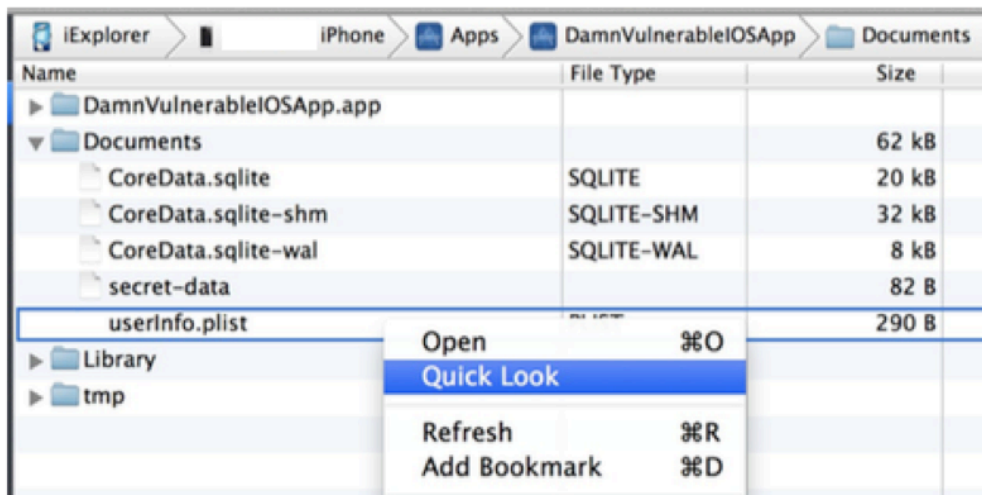 iExplorer iPhone Apps DamnVulnerableIOSApp Documents
Name File Type Size
DamnVulnerableIOSApp.app
Documents 62 kB
CoreData.sqlite SQLITE 20 kB
CoreData.sqlite-shm SQLITE-SHM 32 kB
CoreData.sqlite-wal SQLITE-WAL 8 kB
secret-data 82 B
userInfo.plist 290 B
Open ⌘O
Library
Quick Look
tmp
Refresh ⌘R
Add Bookmark ⌘D